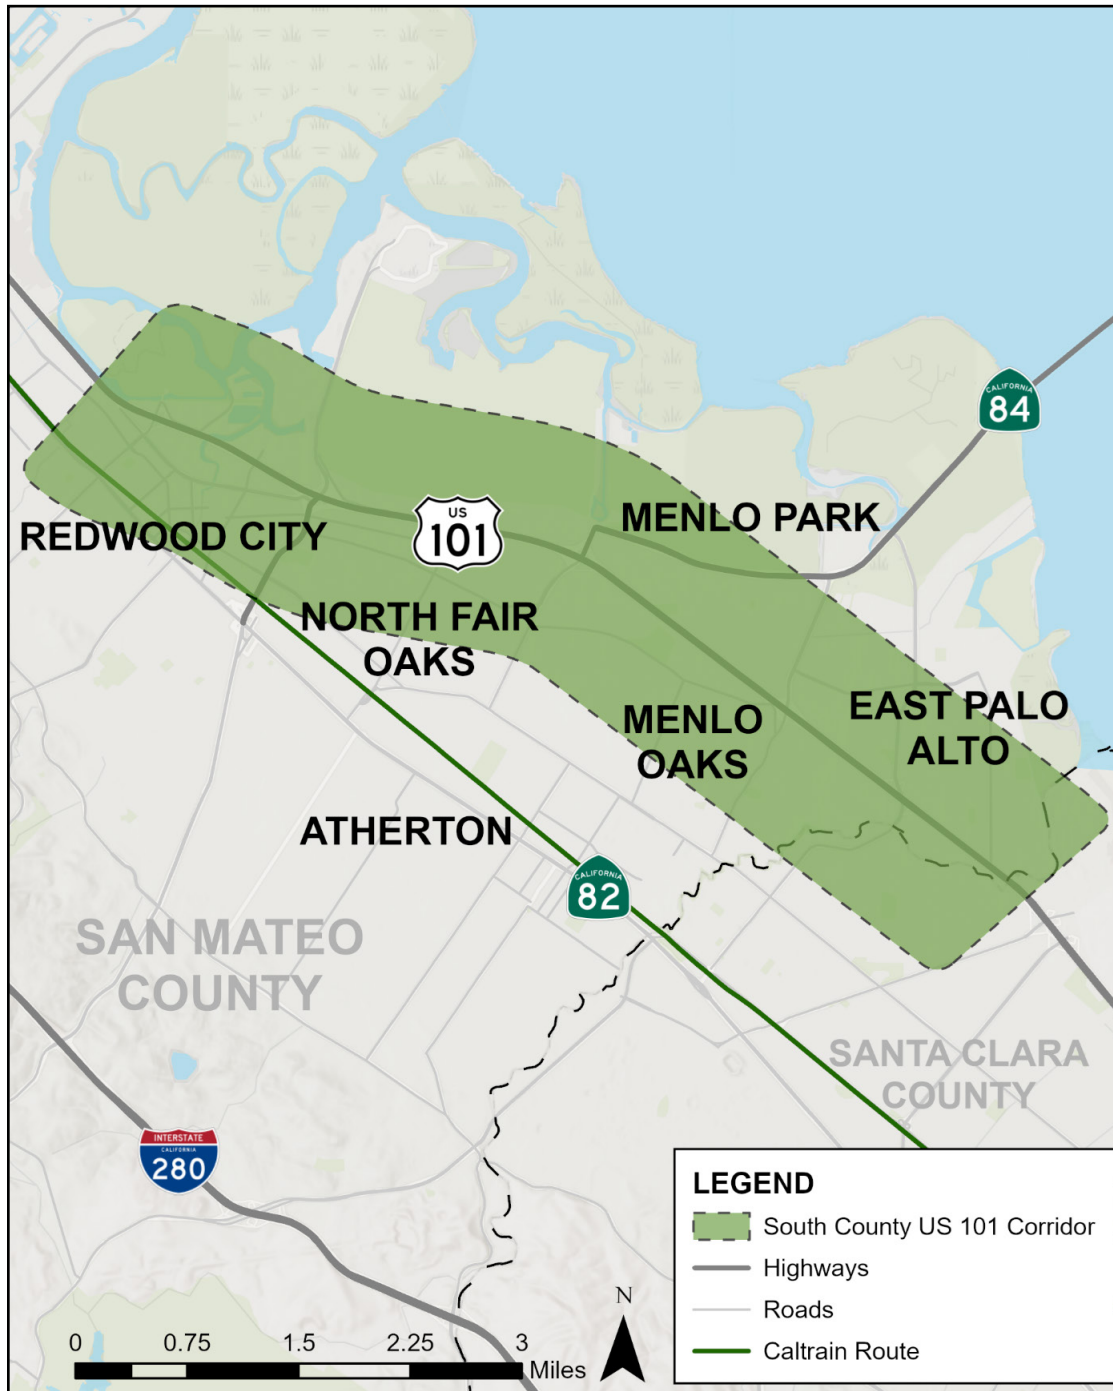 CALIFORNIA
84
US
101
MENLO PARK
REDWOOD CITY
NORTH FAIR
OAKS
MENLO
OAKS
EAST PALO
ALTO
ATHERTON
CALIFORNIA
82
SAN MATEO
COUNTY
SANTA CLARA
COUNTY
INTERSTATE
CALIFORNIA
280
LEGEND
South County US 101 Corridor
Highways
Roads
Caltrain Route
N
0 0.75 1.5 2.25 3
Miles